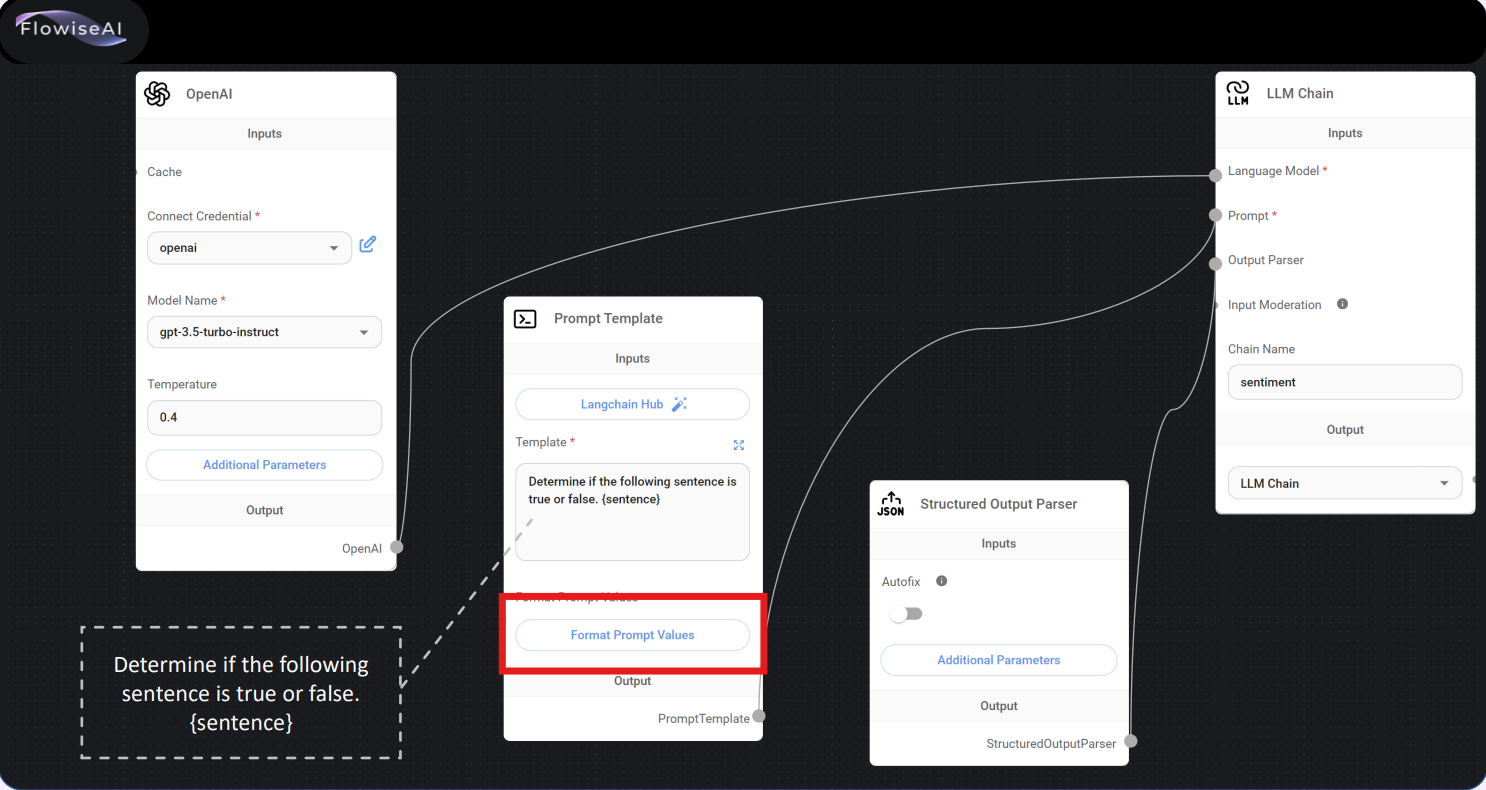 FlowiseAI
OpenAI
Inputs
Cache
Connect Credential *
openai
Model Name *
gpt-3.5-turbo-instruct
Temperature
0.4
Additional Parameters
Output
OpenAI
Determine if the following
sentence is true or false.
{sentence}
Prompt Template
Inputs
Langchain Hub
Template *
Determine if the following sentence is
true or false. {sentence}
Format Prompt Values
Format Prompt Values
Output
PromptTemplate
JSON
Structured Output Parser
Inputs
Autofix
Additional Parameters
Output
StructuredOutputParser
LLM
LLM Chain
Inputs
Language Model *
Prompt *
Output Parser
Input Moderation
Chain Name
sentiment
Output
LLM Chain